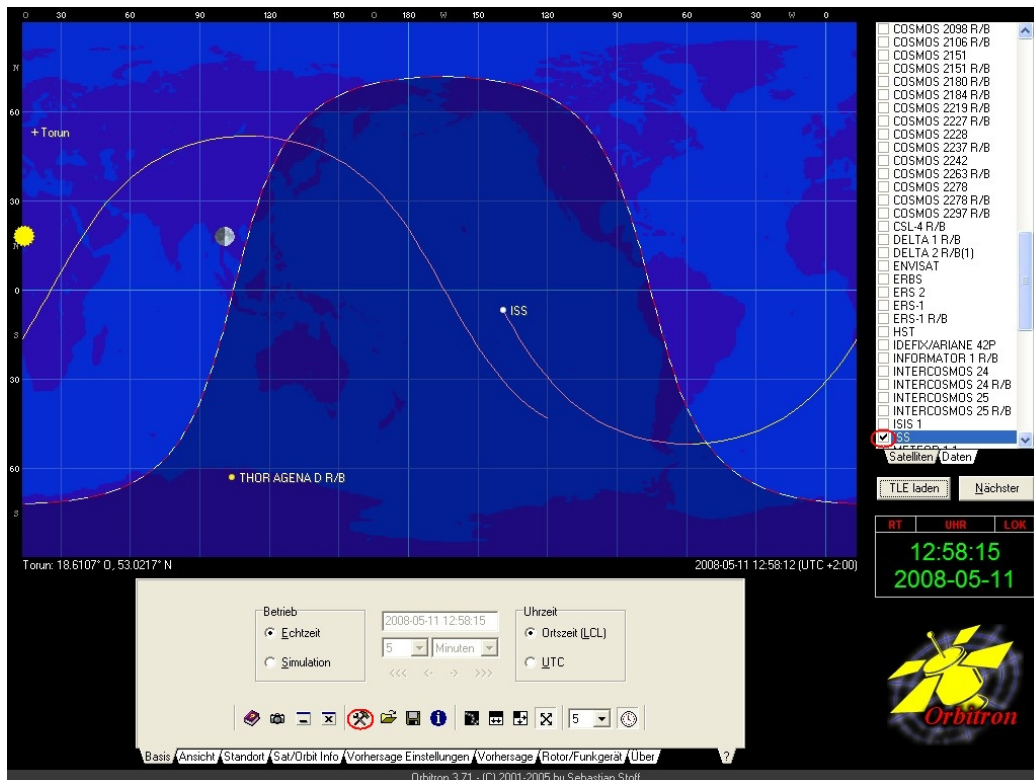 O 30 60 90 120 150 O 180 W 150 120 90 60 30 W 0
N
60
+ Torun
30
N
0
ISS
S
30
60
THOR AGENA D R/B
S
Torun: 18.6107° O, 53.0217° N
2008-05-11 12:58:12 (UTC +2:00)
COSMOS 2098 R/B
COSMOS 2106 R/B
COSMOS 2151
COSMOS 2151 R/B
COSMOS 2180 R/B
COSMOS 2184 R/B
COSMOS 2219 R/B
COSMOS 2227 R/B
COSMOS 2228
COSMOS 2237 R/B
COSMOS 2242
COSMOS 2263 R/B
COSMOS 2278
COSMOS 2278 R/B
COSMOS 2297 R/B
CSL-4 R/B
DELTA 1 R/B
DELTA 2 R/B(1)
ENVISAT
ERBS
ERS 2
ERS-1
ERS-1 R/B
HST
IDEFIX/ARIANE 42P
INFORMATOR 1 R/B
INTERCOSMOS 24
INTERCOSMOS 24 R/B
INTERCOSMOS 25
INTERCOSMOS 25 R/B
ISIS 1
ISS
METEOR 1-1
Satelliten Daten
TLE laden Nächster
RT UHR LOK
12:58:15
2008-05-11
Orbitron
Betrieb
Echtzeit
Simulation
2008-05-11 12:58:15
5 Minuten
<<< <- -> >>>
Uhrzeit
Ortszeit (LCL)
UTC
5
Basis Ansicht Standort Sat/Orbit Info Vorhersage Einstellungen Vorhersage Rotor/Funkgerät Über ?
Orbitron 3.71 - (C) 2001-2005 by Sebastian Stoff